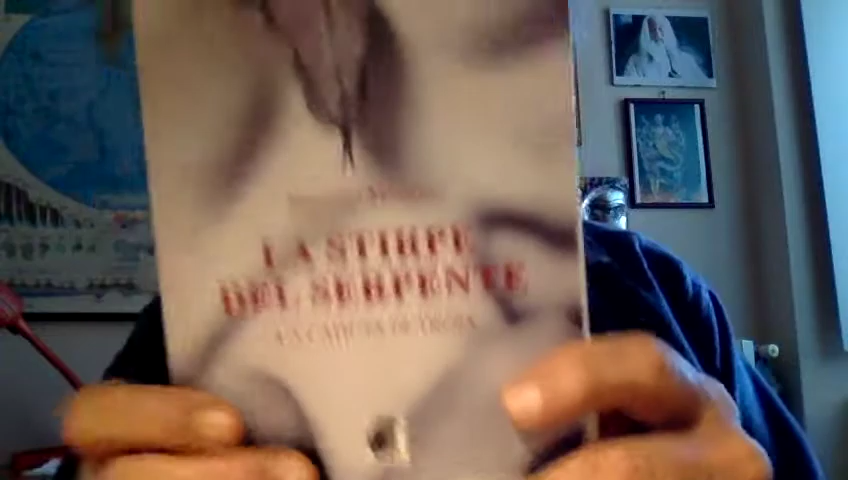 LA STIRPE
DEL SERPENTE
LA CADUTA DI TROIA